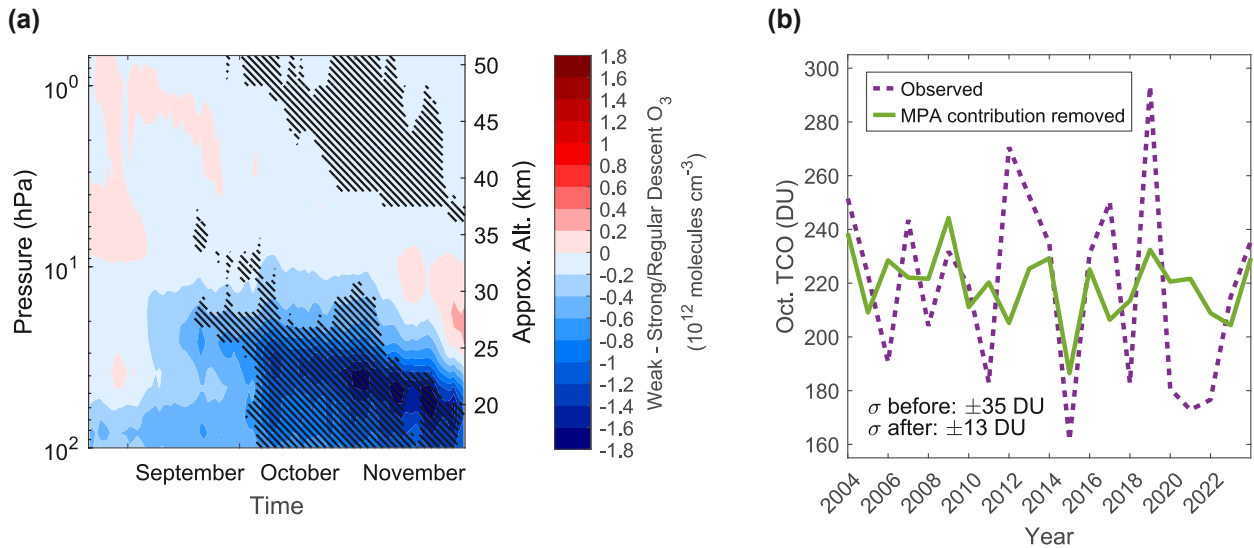 (a)
10^0
10^1
10^2
Pressure (hPa)
September October November
Time
50
45
40
35
30
25
20
Approx. Alt. (km)
1.8
1.6
1.4
1.2
1
0.8
0.6
0.4
0.2
0
-0.2
-0.4
-0.6
-0.8
-1
-1.2
-1.4
-1.6
-1.8
Weak - Strong/Regular Descent O_3
(10^12 molecules cm^-3)
(b)
300
280
260
240
220
200
180
160
Oct. TCO (DU)
Observed
MPA contribution removed
σ before: ±35 DU
σ after: ±13 DU
2004 2006 2008 2010 2012 2014 2016 2018 2020 2022
Year